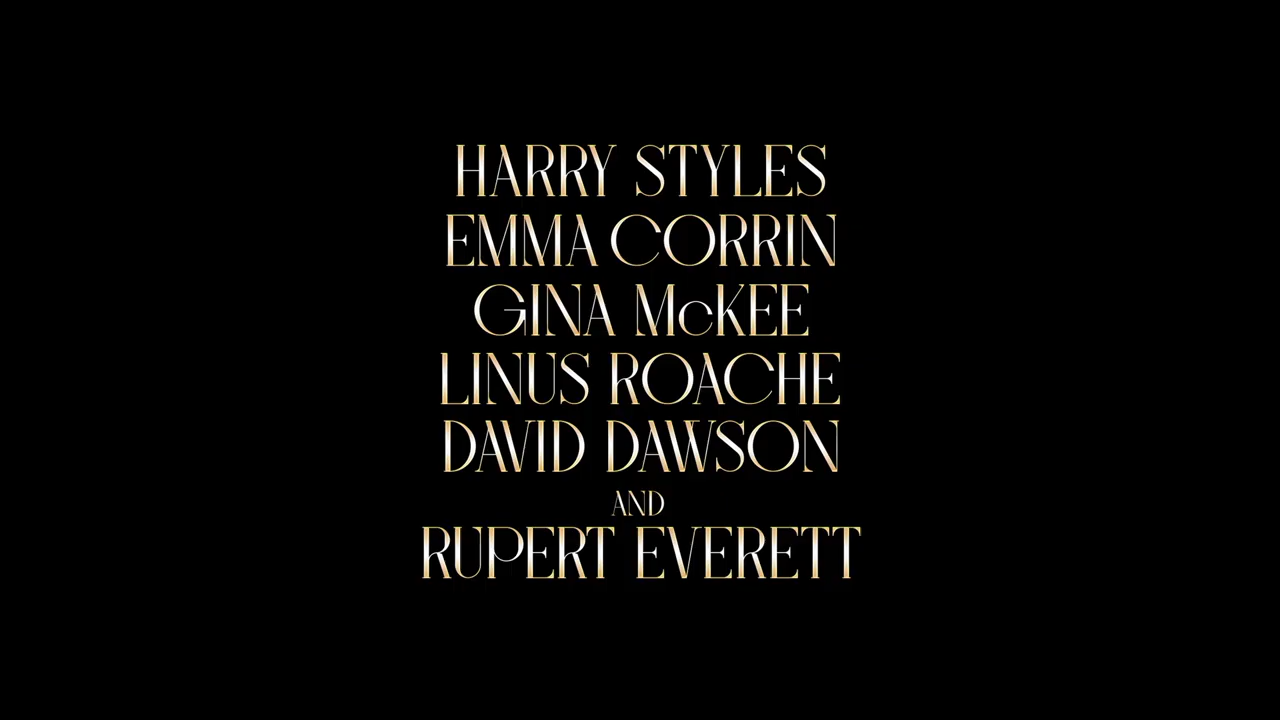 HARRY STYLES
EMMA CORRIN
GINA McKEE
LINUS ROACHE
DAVID DAWSON
AND
RUPERT EVERETT